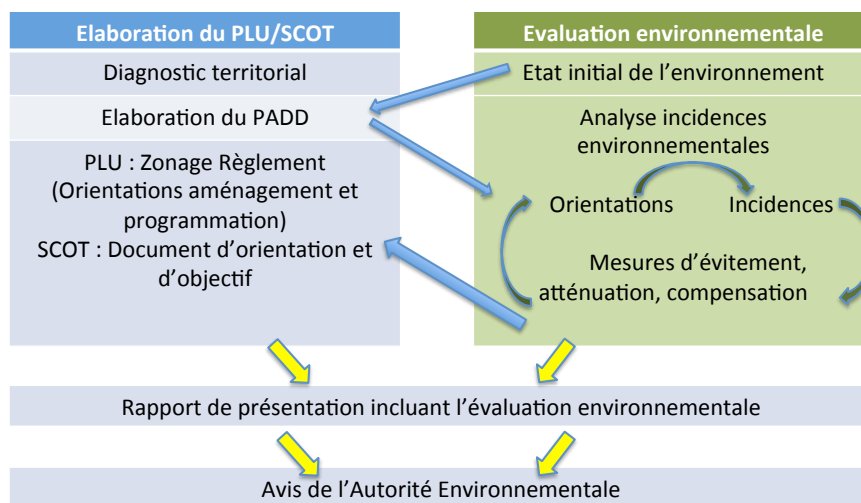 Elaboration du PLU/SCOT
Diagnostic territorial
Elaboration du PADD
PLU : Zonage Règlement
(Orientations aménagement et
programmation)
SCOT : Document d'orientation et
d'objectif
Evaluation environnementale
Etat initial de l'environnement
Analyse incidences
environnementales
Orientations
Incidences
Mesures d'évitement,
atténuation, compensation
Rapport de présentation incluant l'évaluation environnementale
Avis de l'Autorité Environnementale